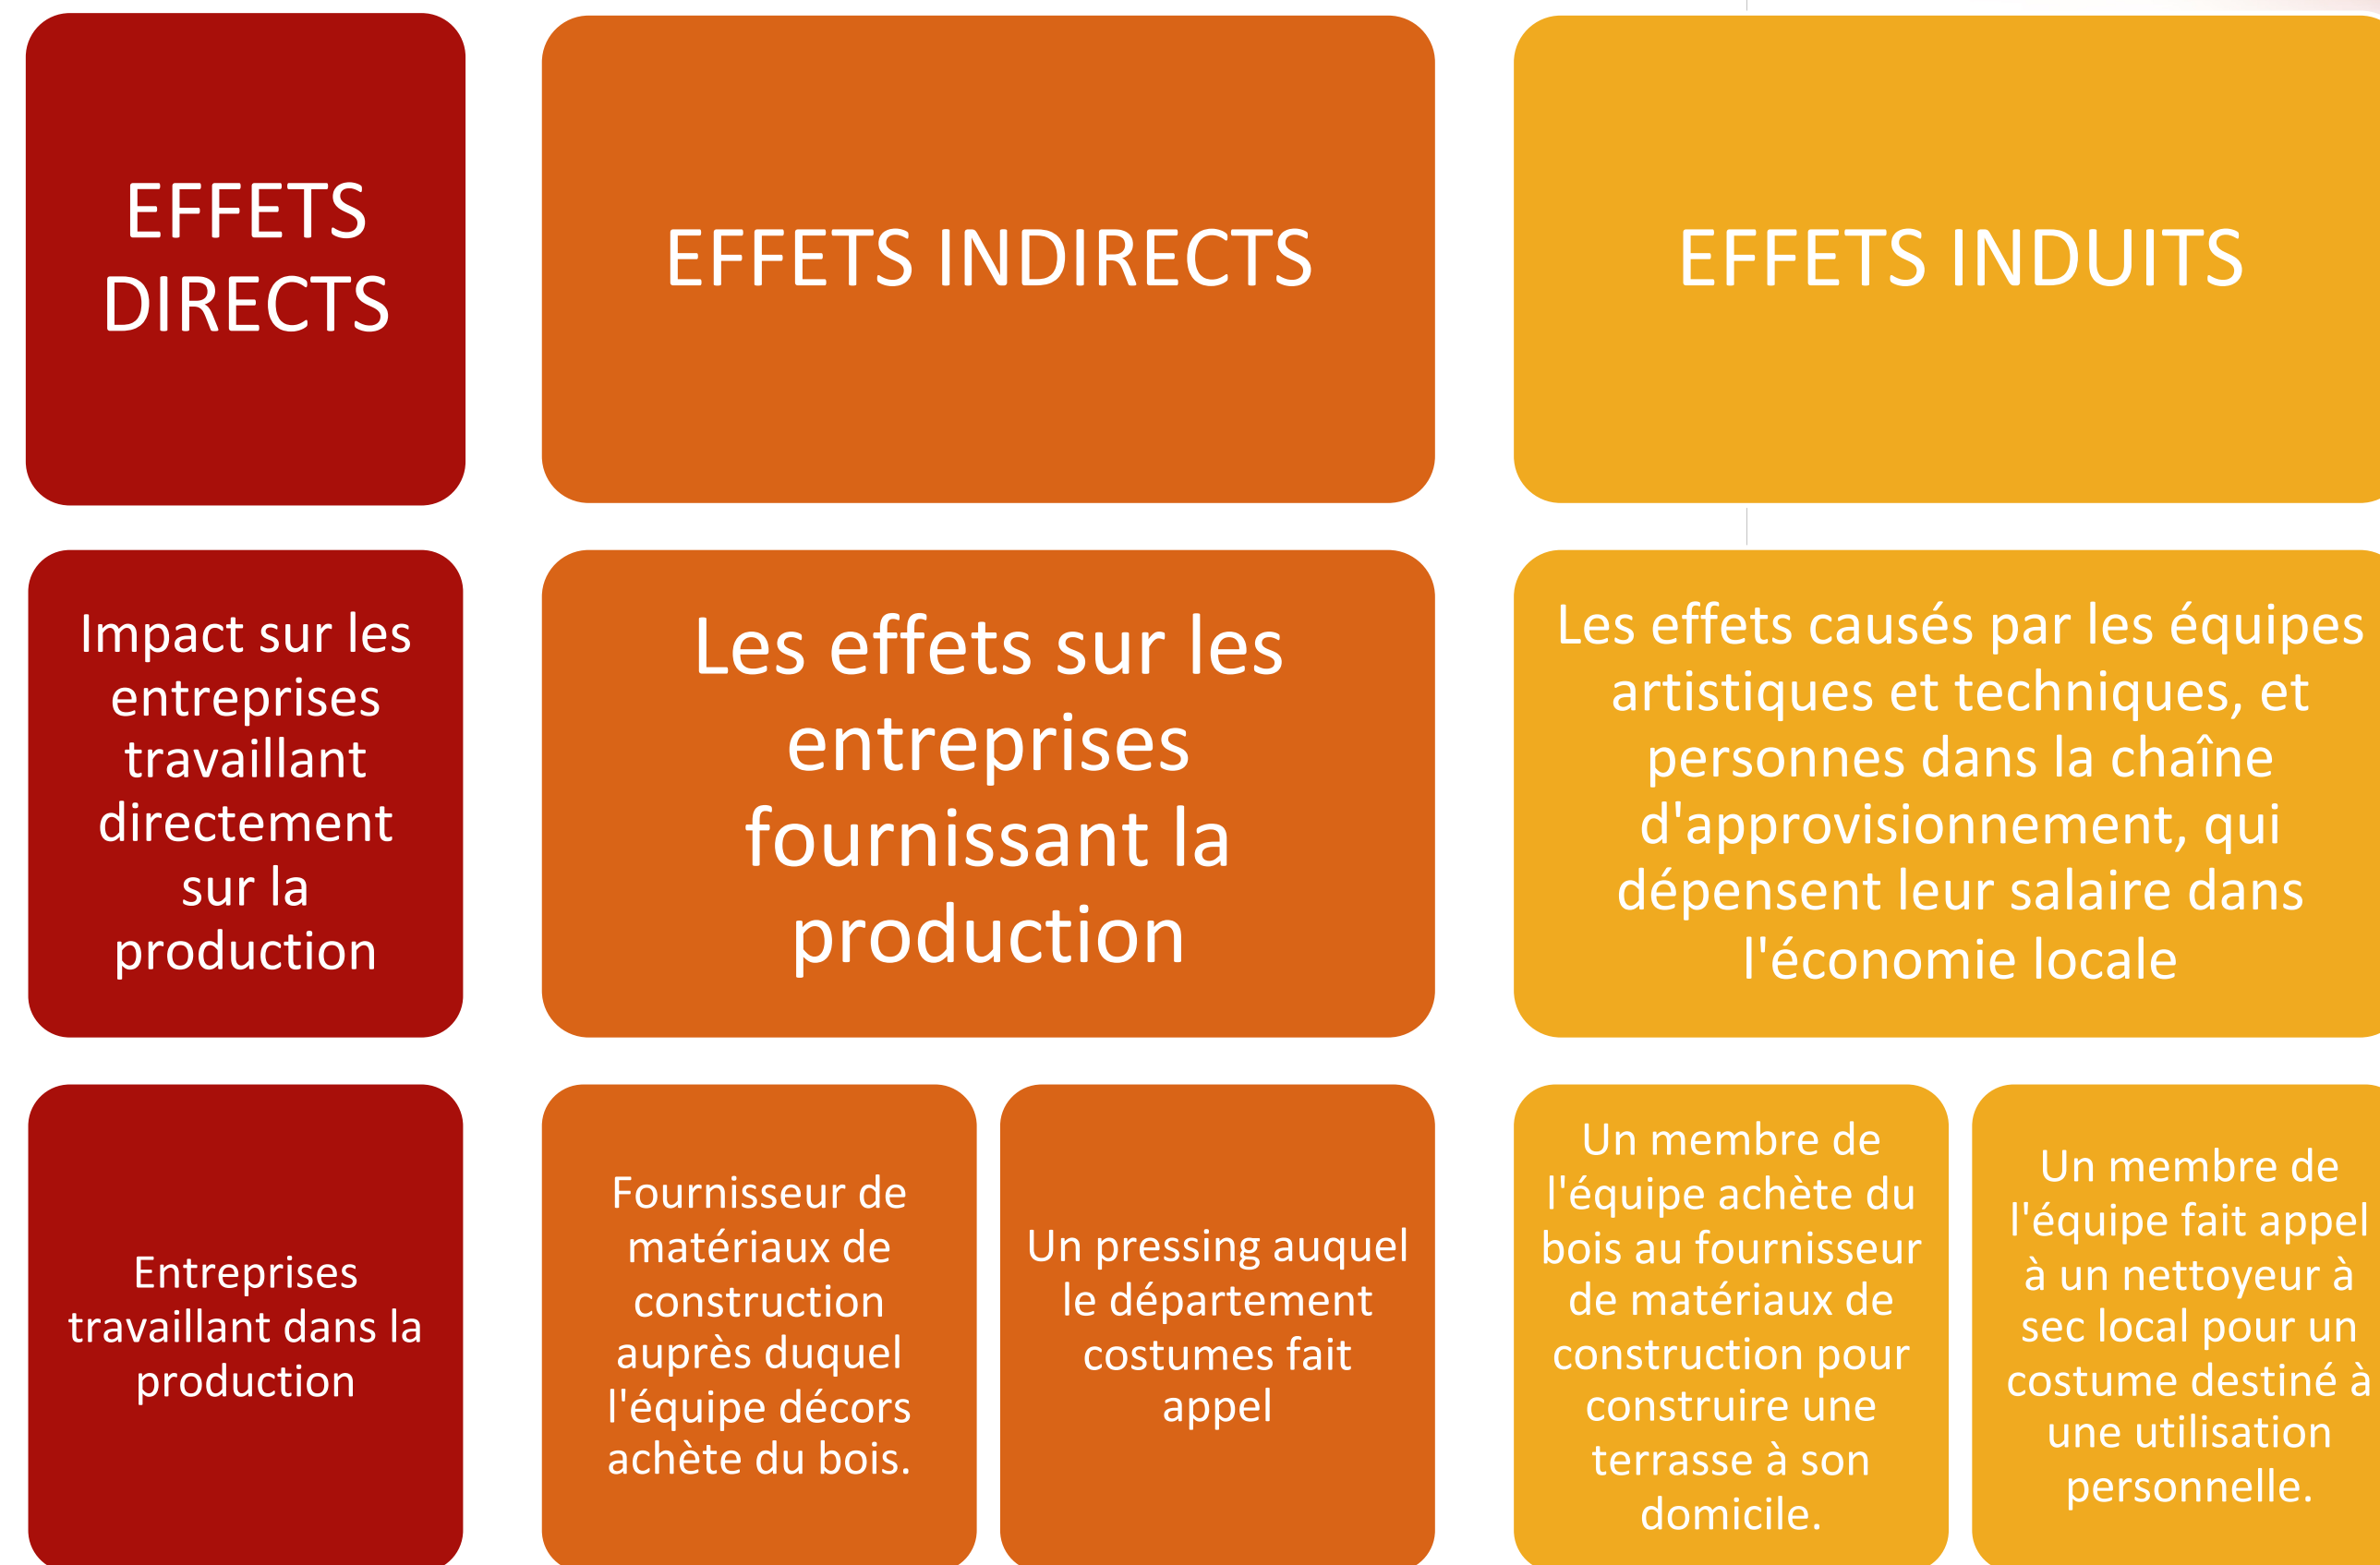 EFFETS
DIRECTS
EFFETS INDIRECTS
EFFETS INDUITS
Impact sur les
entreprises
travaillant
directement
sur la
production
Les effets sur les
entreprises
fournissant la
production
Les effets causés par les équipes
artistiques et techniques, et
personnes dans la chaîne
d'approvisionnement, qui
dépensent leur salaire dans
l'économie locale
Entreprises
travaillant dans la
production
Fournisseur de
matériaux de
construction
auprès duquel
l'équipe décors
achète du bois.
Un pressing auquel
le département
costumes fait
appel
Un membre de
l'équipe achète du
bois au fournisseur
de matériaux de
construction pour
construire une
terrasse à son
domicile.
Un membre de
l'équipe fait appel
à un nettoyeur à
sec local pour un
costume destiné à
une utilisation
personnelle.